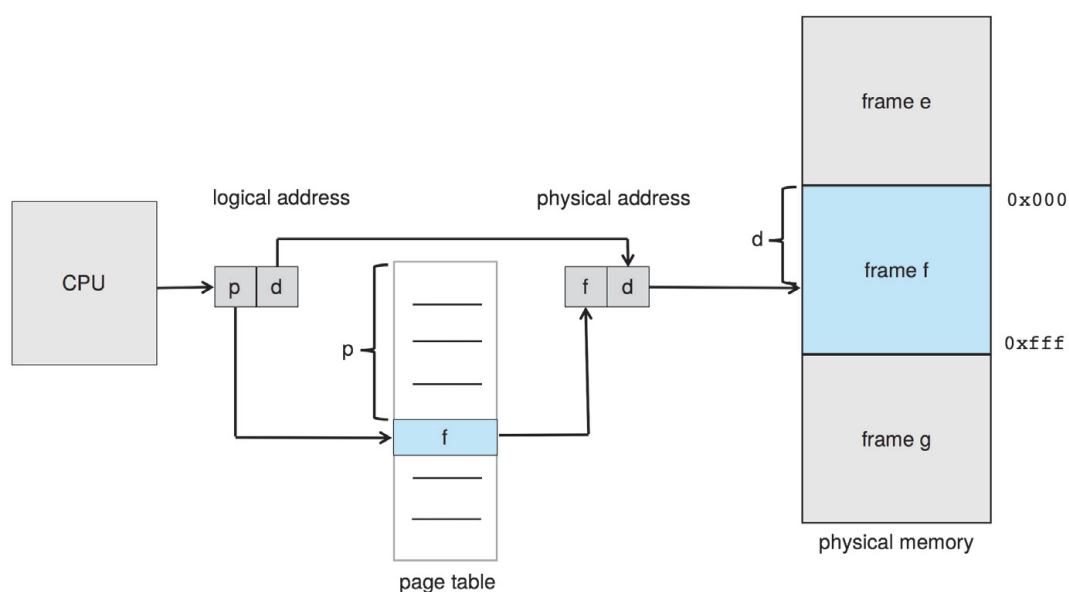 frame e
logical address
physical address
0x000
d
CPU
p d
f d
frame f
p
0xfff
f
frame g
physical memory
page table